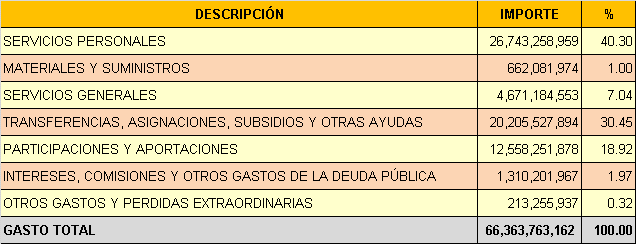 DESCRIPCIÓN IMPORTE %
SERVICIOS PERSONALES 26,743,258,959 40.30
MATERIALES Y SUMINISTROS 662,081,974 1.00
SERVICIOS GENERALES 4,671,184,553 7.04
TRANSFERENCIAS, ASIGNACIONES, SUBSIDIOS Y OTRAS AYUDAS 20,205,527,894 30.45
PARTICIPACIONES Y APORTACIONES 12,558,251,878 18.92
INTERESES, COMISIONES Y OTROS GASTOS DE LA DEUDA PÚBLICA 1,310,201,967 1.97
OTROS GASTOS Y PERDIDAS EXTRAORDINARIAS 213,255,937 0.32
GASTO TOTAL 66,363,763,162 100.00